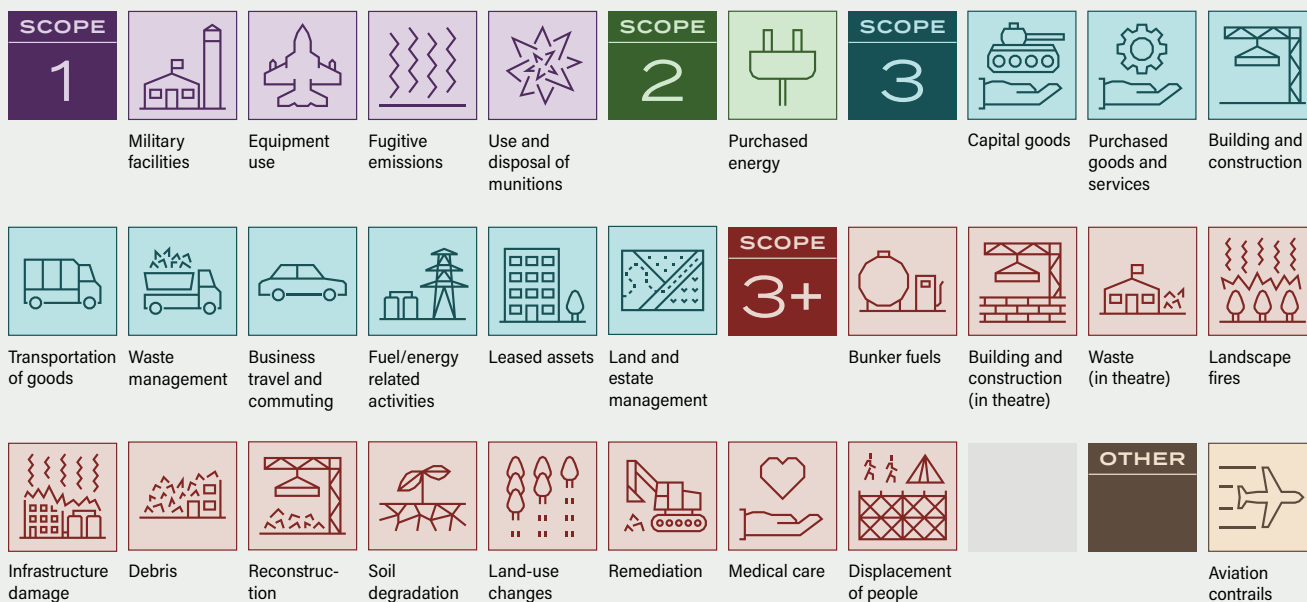 SCOPE
1
Military
facilities
Equipment
use
Fugitive
emissions
Use and
disposal of
munitions
SCOPE
2
Purchased
energy
SCOPE
3
Capital goods
Purchased
goods and
services
Building and
construction
Transportation
of goods
Waste
management
Business
travel and
commuting
Fuel/energy
related
activities
Leased assets
Land and
estate
management
SCOPE
3+
Bunker fuels
Building and
construction
(in theatre)
Waste
(in theatre)
Landscape
fires
Infrastructure
damage
Debris
Reconstruc-
tion
Soil
degradation
Land-use
changes
Remediation
Medical care
Displacement
of people
OTHER
Aviation
contrails